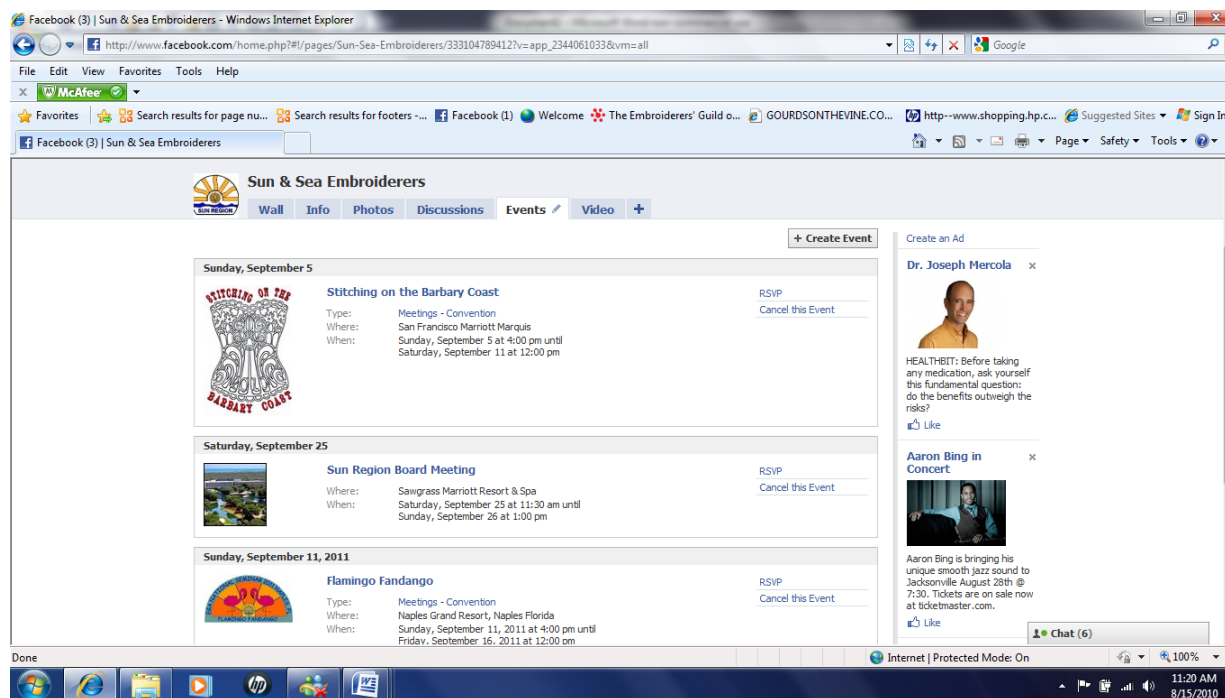 Facebook (3) | Sun & Sea Embroiderers - Windows Internet Explorer
http://www.facebook.com/home.php?#!/pages/Sun-Sea-Embroiderers/333104789412?v=app_2344061033&vm=all
Google
File Edit View Favorites Tools Help
x McAfee
Favorites Search results for page nu... Search results for footers -... Facebook (1) Welcome The Embroiderers' Guild o... GOURDSONTHEVINE.CO... http--www.shopping.hp.c... Suggested Sites Sign In
Facebook (3) | Sun & Sea Embroiderers Page Safety Tools
Sun & Sea Embroiderers
SUN REGION
Wall Info Photos Discussions Events Video +
+ Create Event
Sunday, September 5
STITCHING ON THE
BARBARY COAST
Stitching on the Barbary Coast
Type: Meetings - Convention
Where: San Francisco Marriott Marquis
When: Sunday, September 5 at 4:00 pm until
Saturday, September 11 at 12:00 pm
RSVP
Cancel this Event
Saturday, September 25
Sun Region Board Meeting
Where: Sawgrass Marriott Resort & Spa
When: Saturday, September 25 at 11:30 am until
Sunday, September 26 at 1:00 pm
RSVP
Cancel this Event
Sunday, September 11, 2011
FLAMINGO FANDANGO
Flamingo Fandango
Type: Meetings - Convention
Where: Naples Grand Resort, Naples Florida
When: Sunday, September 11, 2011 at 4:00 pm until
Friday, September 16, 2011 at 12:00 pm
RSVP
Cancel this Event
Create an Ad
Dr. Joseph Mercola x
HEALTHBIT: Before taking
any medication, ask yourself
this fundamental question:
do the benefits outweigh the
risks?
Like
Aaron Bing in
Concert x
Aaron Bing is bringing his
unique smooth jazz sound to
Jacksonville August 28th @
7:30. Tickets are on sale now
at ticketmaster.com.
Like
Chat (6)
Done
Internet | Protected Mode: On
100%
hp
11:20 AM
8/15/2010